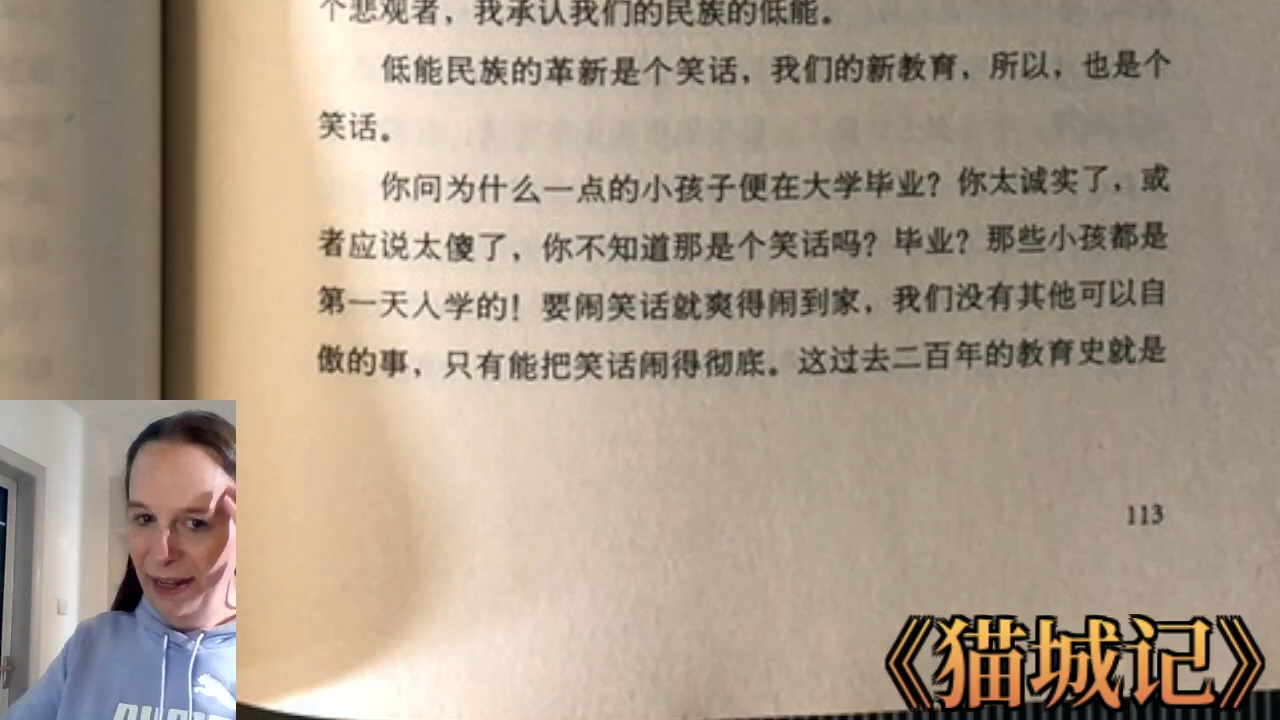 个悲观者，我承认我们的民族的低能。
低能民族的革新是个笑话，我们的新教育，所以，也是个
笑话。
你问为什么一点的小孩子便在大学毕业？你太诚实了，或
者应说太傻了，你不知道那是个笑话吗？毕业？那些小孩都是
第一天入学的！要闹笑话就爽得闹到家，我们没有其他可以自
傲的事，只有能把笑话闹得彻底。这过去二百年的教育史就是
113
《猫城记》